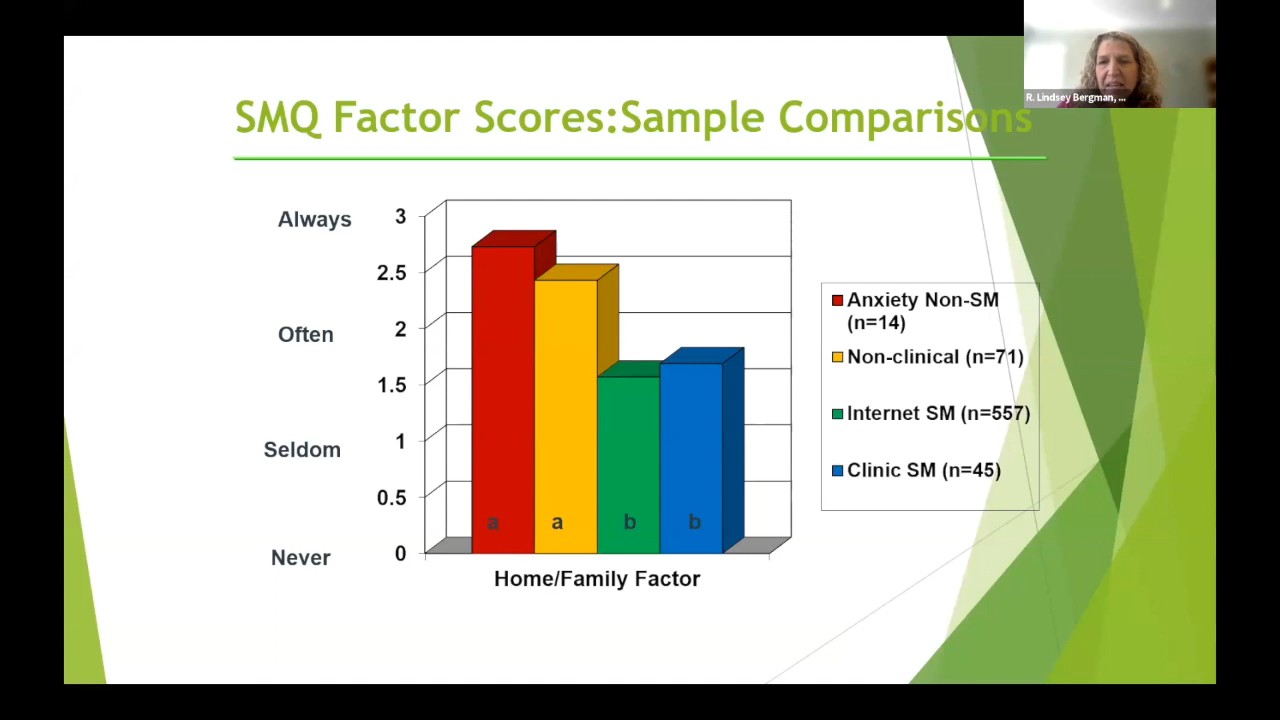 R. Lindsey Bergman, ...
SMQ Factor Scores:Sample Comparisons
Always
3
2.5
Often
2
1.5
Seldom
1
0.5
Never
0
a
a
b
b
Home/Family Factor
Anxiety Non-SM
(n=14)
Non-clinical (n=71)
Internet SM (n=557)
Clinic SM (n=45)